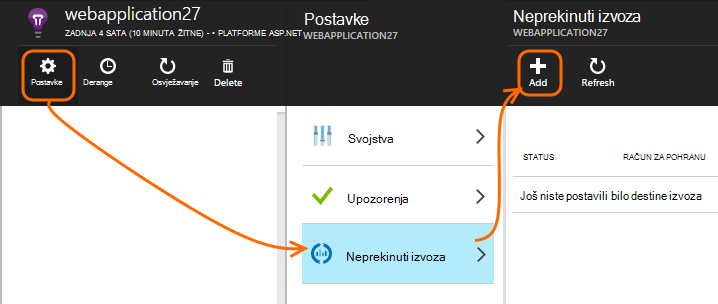 webapplication27
ZADNJA 4 SATA (10 MINUTA ŽITNE) - • PLATFORME ASP.NET
Postavke
Derange
Osvježavanje
Delete
Postavke
WEBAPPLICATION27
Svojstva
Upozorenja
Neprekinuti izvoza
Neprekinuti izvoza
WEBAPPLICATION27
Add
Refresh
STATUS
RAČUN ZA POHRANU
Još niste postavili bilo destine izvoza